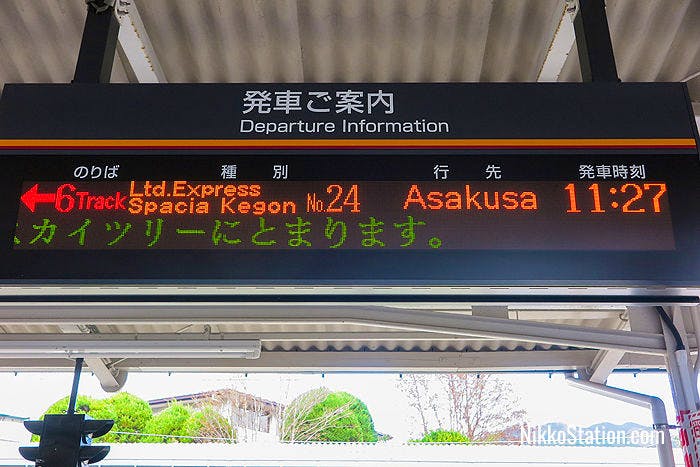 発車ご案内
Departure Information
のりば 種別 行先 発車時刻
6Track Ltd.Express Spacia Kegon No.24 Asakusa 11:27
カイツリーにとまります。
NikkoStation.com